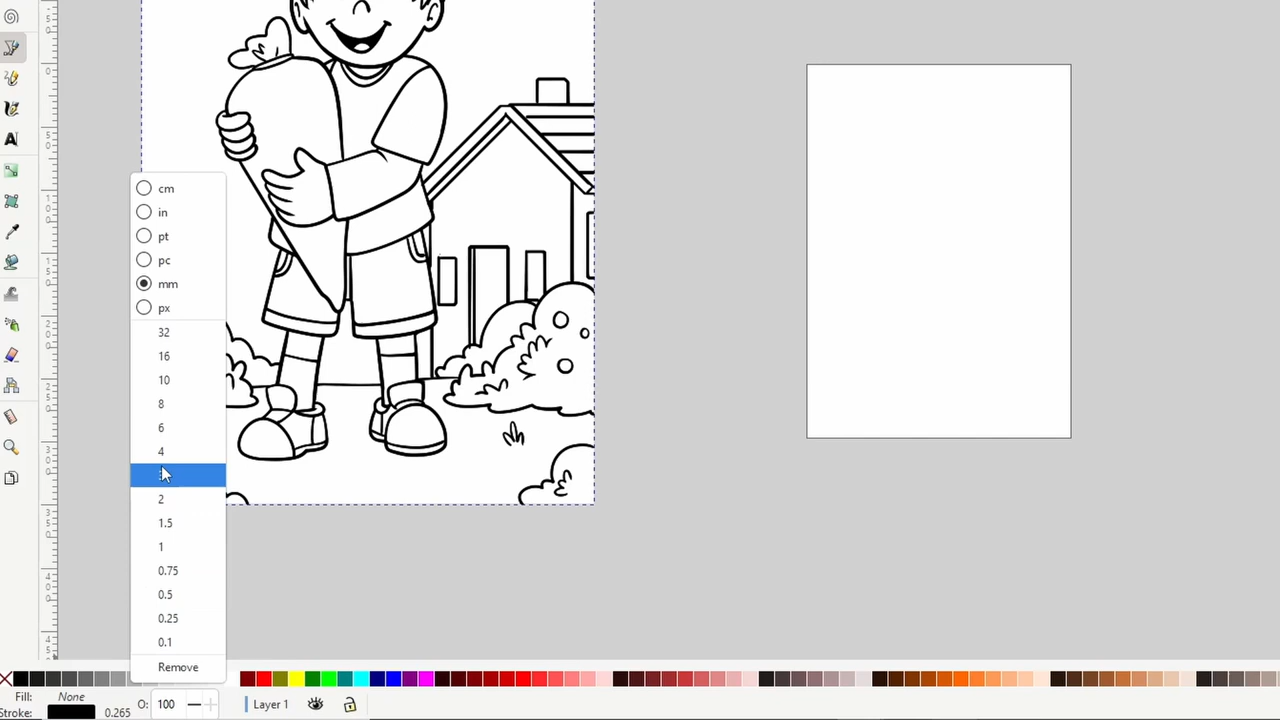 cm
in
pt
pc
mm
px
32
16
10
8
6
4
2
1.5
1
0.75
0.5
0.25
0.1
Remove
Fill: None
Stroke: 0.265
O: 100
Layer 1